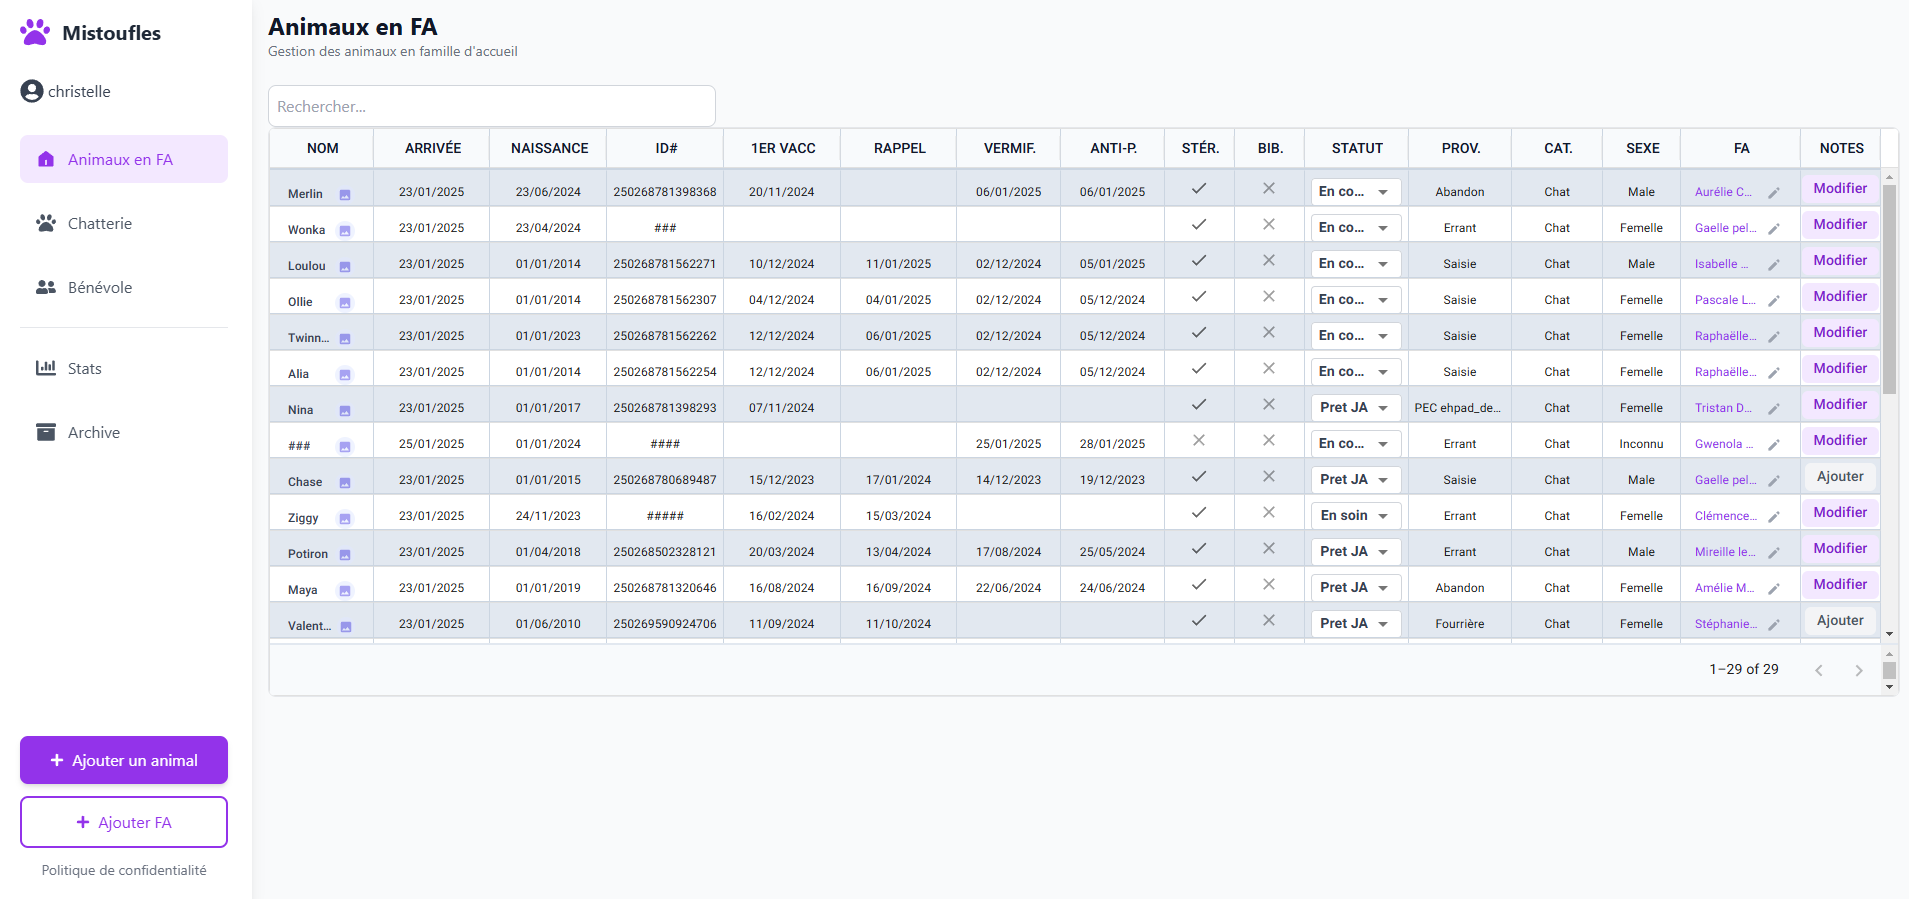 Mistoufles
christelle
Animaux en FA
Chatterie
Bénévole
Stats
Archive
+ Ajouter un animal
+ Ajouter FA
Politique de confidentialité
Animaux en FA
Gestion des animaux en famille d'accueil
Rechercher...
NOM ARRIVÉE NAISSANCE ID# 1ER VACC RAPPEL VERMIF. ANTI-P. STÉR. BIB. STATUT PROV. CAT. SEXE FA NOTES
Merlin 23/01/2025 23/06/2024 250268781398368 20/11/2024 06/01/2025 06/01/2025 En co... Abandon Chat Male Aurélie C... Modifier
Wonka 23/01/2025 23/04/2024 ### En co... Errant Chat Femelle Gaelle pel... Modifier
Loulou 23/01/2025 01/01/2014 250268781562271 10/12/2024 11/01/2025 02/12/2024 05/01/2025 En co... Saisie Chat Male Isabelle ... Modifier
Ollie 23/01/2025 01/01/2014 250268781562307 04/12/2024 04/01/2025 02/12/2024 05/12/2024 En co... Saisie Chat Femelle Pascale L... Modifier
Twinn... 23/01/2025 01/01/2023 250268781562262 12/12/2024 06/01/2025 02/12/2024 05/12/2024 En co... Saisie Chat Femelle Raphaëlle... Modifier
Alia 23/01/2025 01/01/2014 250268781562254 12/12/2024 06/01/2025 02/12/2024 05/12/2024 En co... Saisie Chat Femelle Raphaëlle... Modifier
Nina 23/01/2025 01/01/2017 250268781398293 07/11/2024 Pret JA PEC ehpad_de... Chat Femelle Tristan D... Modifier
### 25/01/2025 01/01/2024 #### 25/01/2025 28/01/2025 En co... Errant Chat Inconnu Gwenola ... Modifier
Chase 23/01/2025 01/01/2015 250268780689487 15/12/2023 17/01/2024 14/12/2023 19/12/2023 Pret JA Saisie Chat Male Gaelle pel... Ajouter
Ziggy 23/01/2025 24/11/2023 ##### 16/02/2024 15/03/2024 En soin Errant Chat Femelle Clémence... Modifier
Potiron 23/01/2025 01/04/2018 250268502328121 20/03/2024 13/04/2024 17/08/2024 25/05/2024 Pret JA Errant Chat Male Mireille le... Modifier
Maya 23/01/2025 01/01/2019 250268781320646 16/08/2024 16/09/2024 22/06/2024 24/06/2024 Pret JA Abandon Chat Femelle Amélie M... Modifier
Valent... 23/01/2025 01/06/2010 250269590924706 11/09/2024 11/10/2024 Pret JA Fourrière Chat Femelle Stéphanie... Ajouter
1–29 of 29